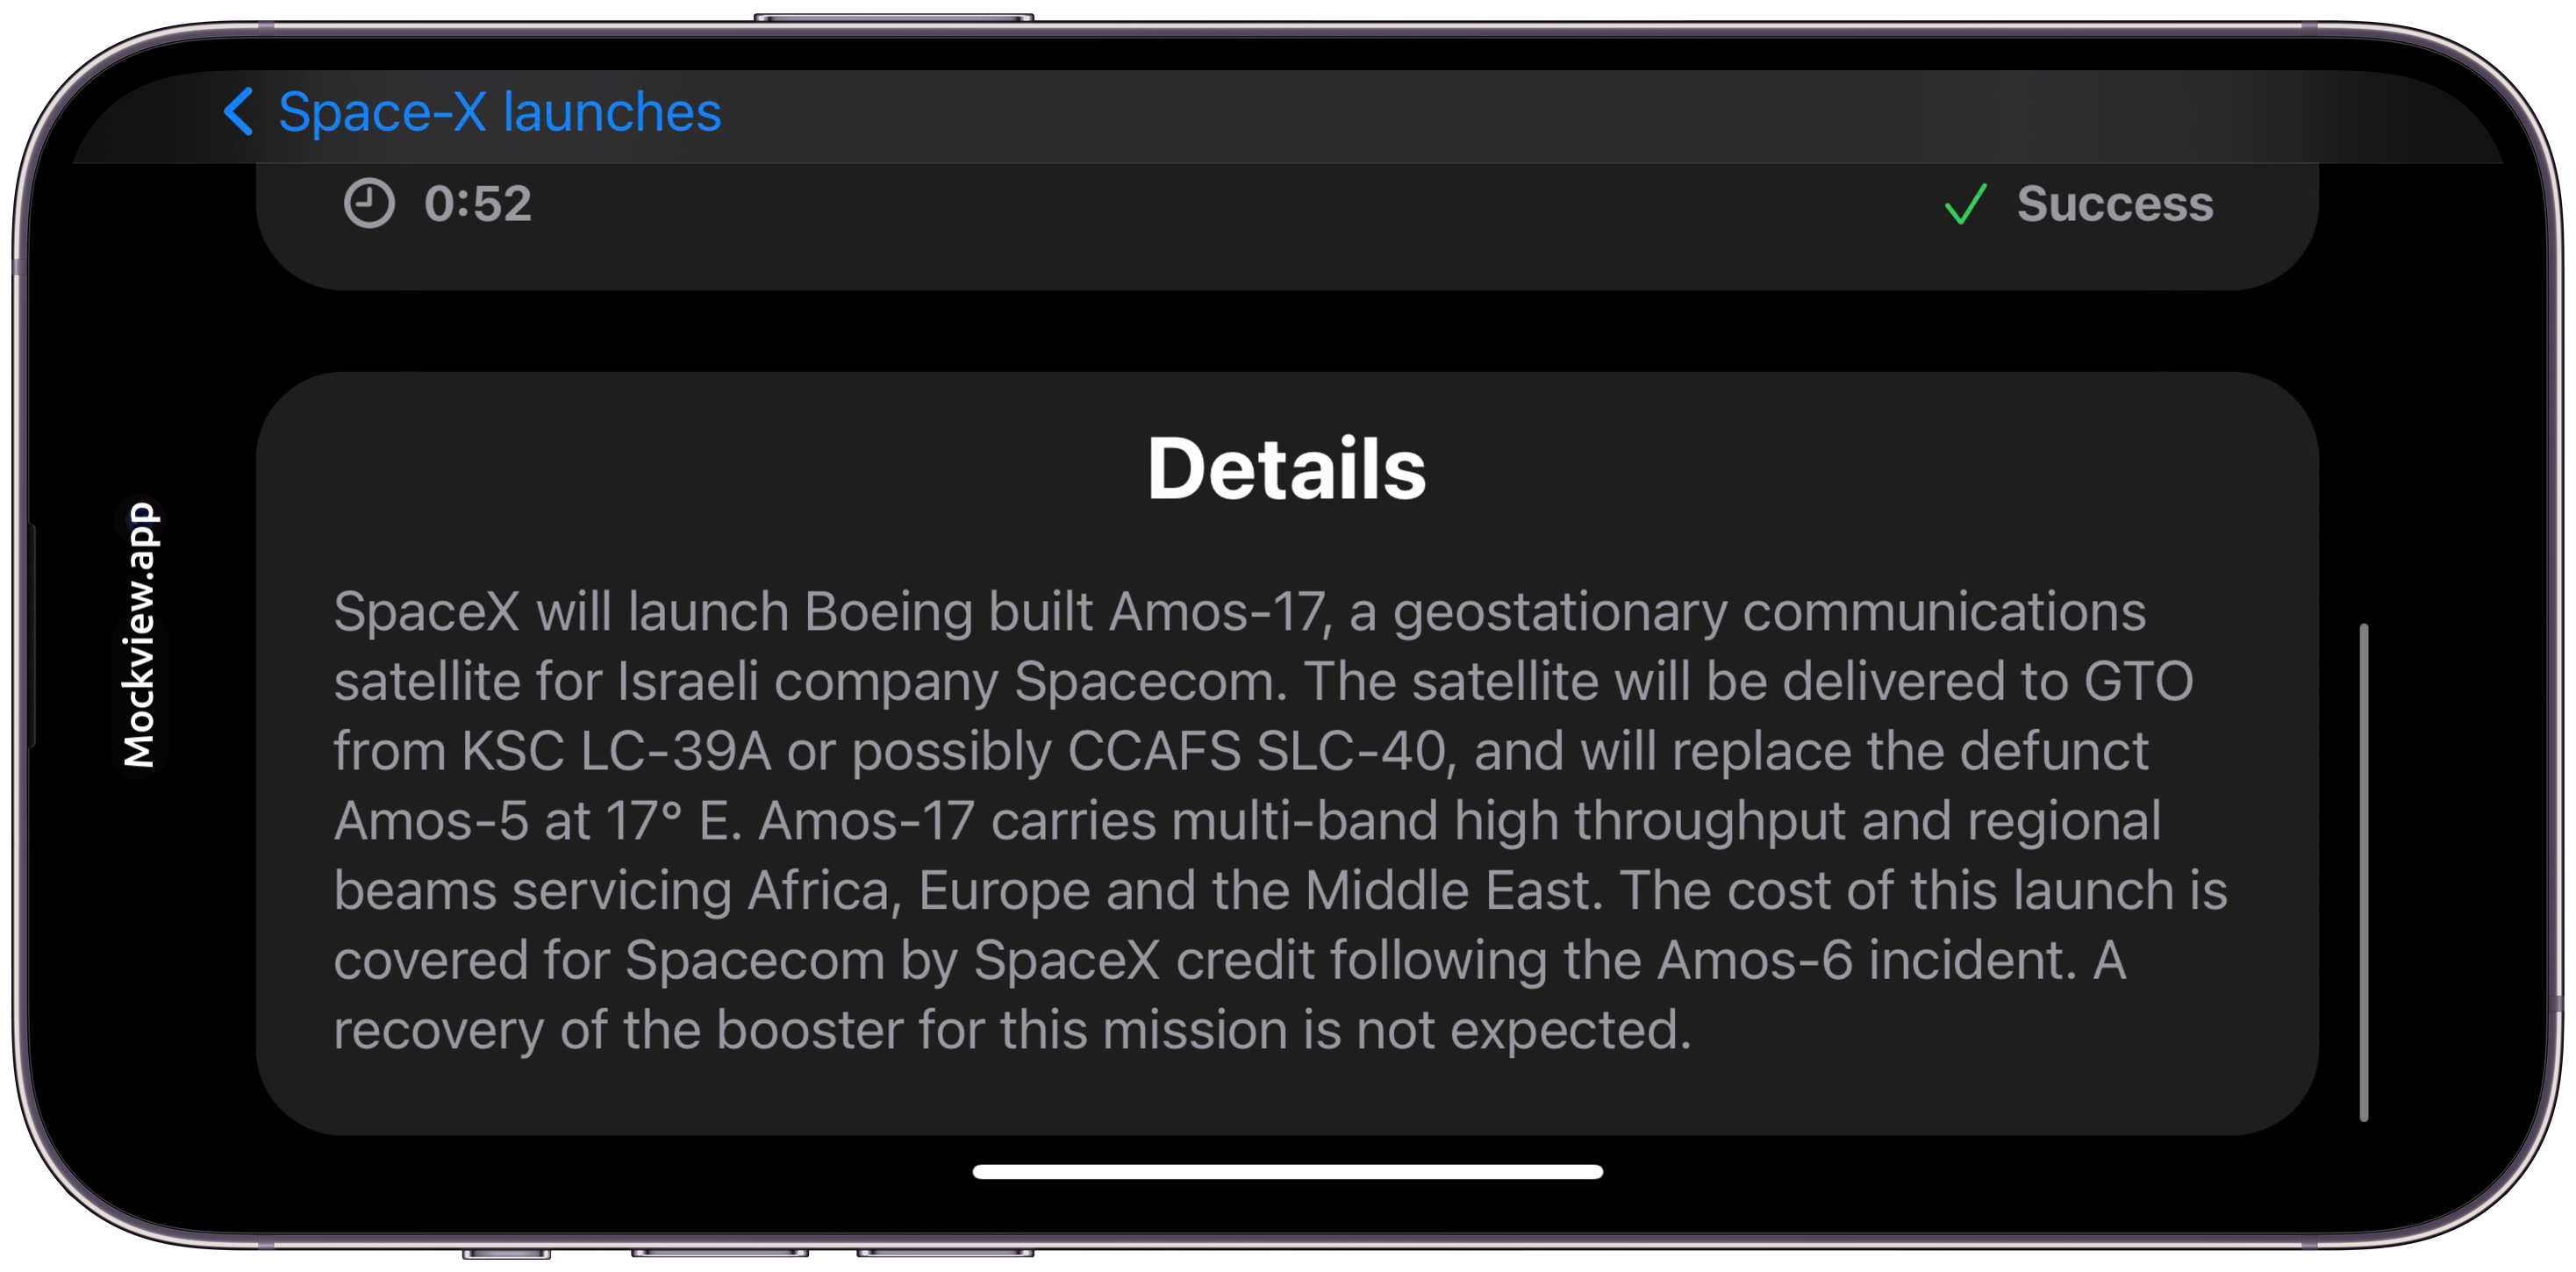 Space-X launches
0:52
Success
Details
SpaceX will launch Boeing built Amos-17, a geostationary communications
satellite for Israeli company Spacecom. The satellite will be delivered to GTO
from KSC LC-39A or possibly CCAFS SLC-40, and will replace the defunct
Amos-5 at 17° E. Amos-17 carries multi-band high throughput and regional
beams servicing Africa, Europe and the Middle East. The cost of this launch is
covered for Spacecom by SpaceX credit following the Amos-6 incident. A
recovery of the booster for this mission is not expected.
Mockview.app